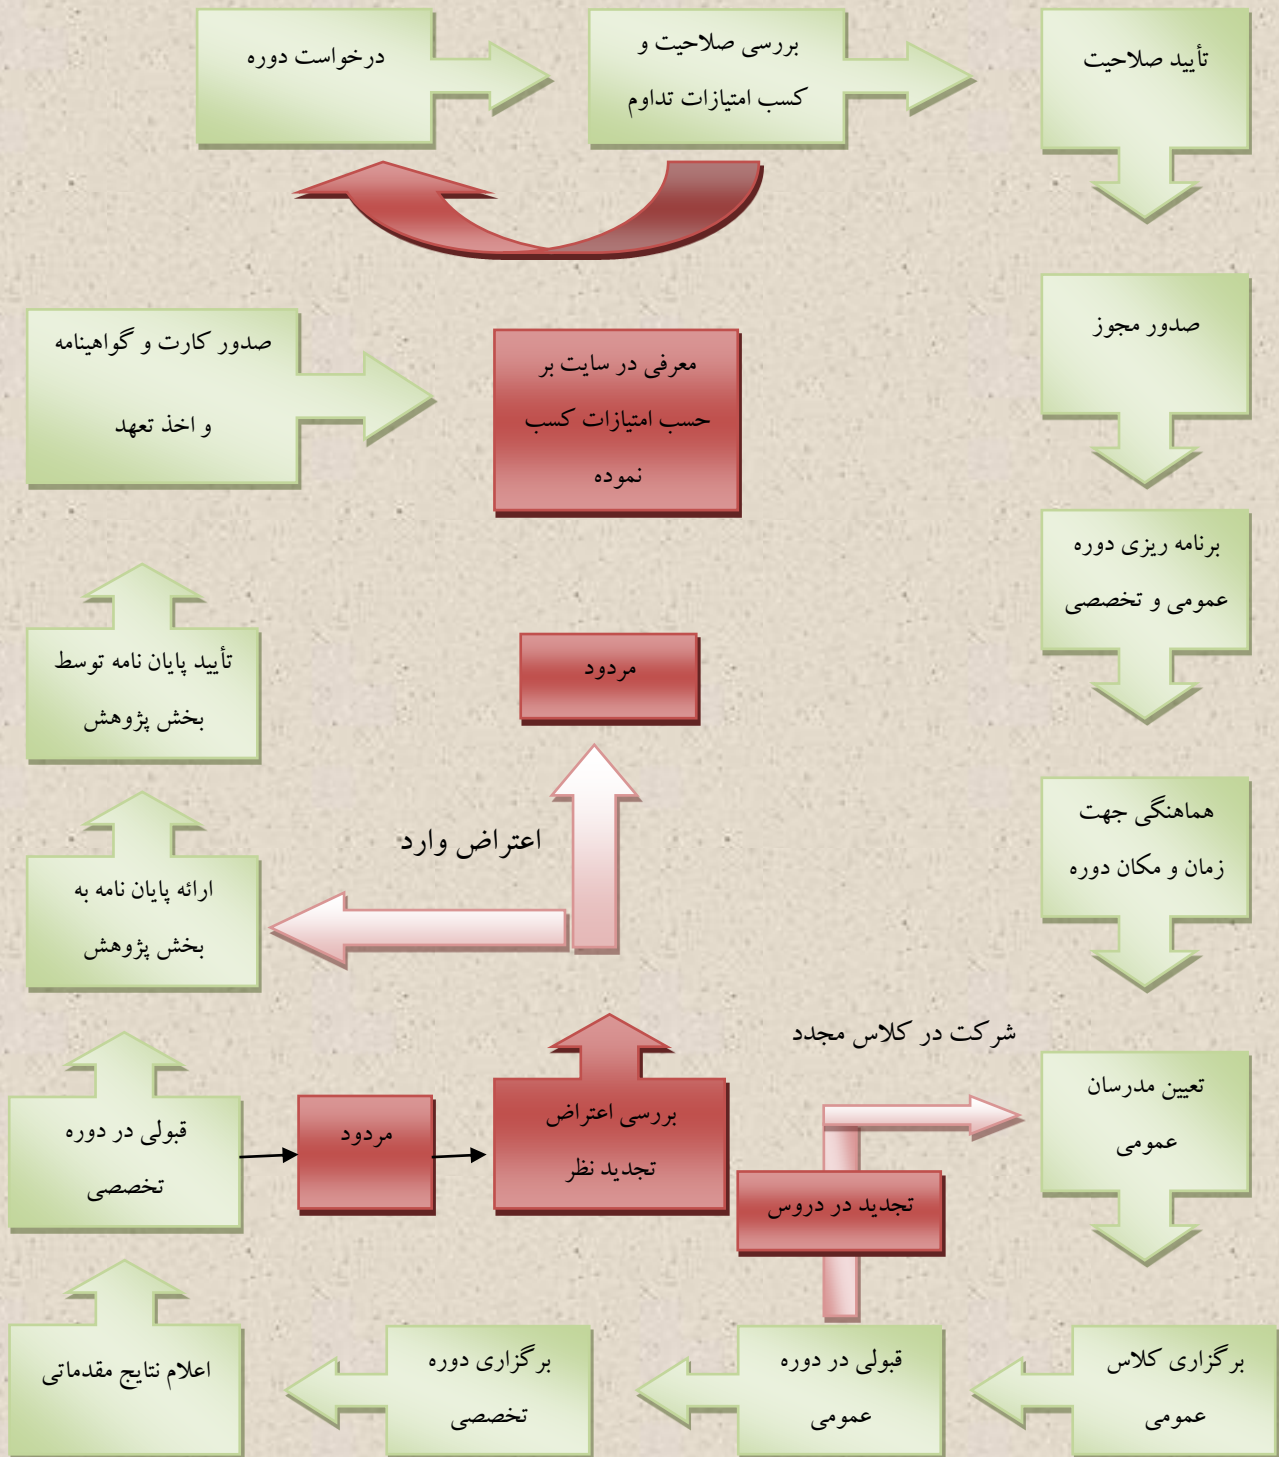 درخواست دوره
بررسی صلاحیت و
کسب امتیازات تداوم
تأیید صلاحیت
صدور مجوز
برنامه ریزی دوره
عمومی و تخصصی
هماهنگی جهت
زمان و مکان دوره
تعیین مدرسان
عمومی
برگزاری کلاس
عمومی
قبولی در دوره
عمومی
تجدید در دروس
شرکت در کلاس مجدد
برگزاری دوره
تخصصی
اعلام نتایج مقدماتی
قبولی در دوره
تخصصی
مردود
بررسی اعتراض
تجدید نظر
اعتراض وارد
مردود
ارائه پایان نامه به
بخش پژوهش
تأیید پایان نامه توسط
بخش پژوهش
صدور کارت و گواهینامه
و اخذ تعهد
معرفی در سایت بر
حسب امتیازات کسب
نموده